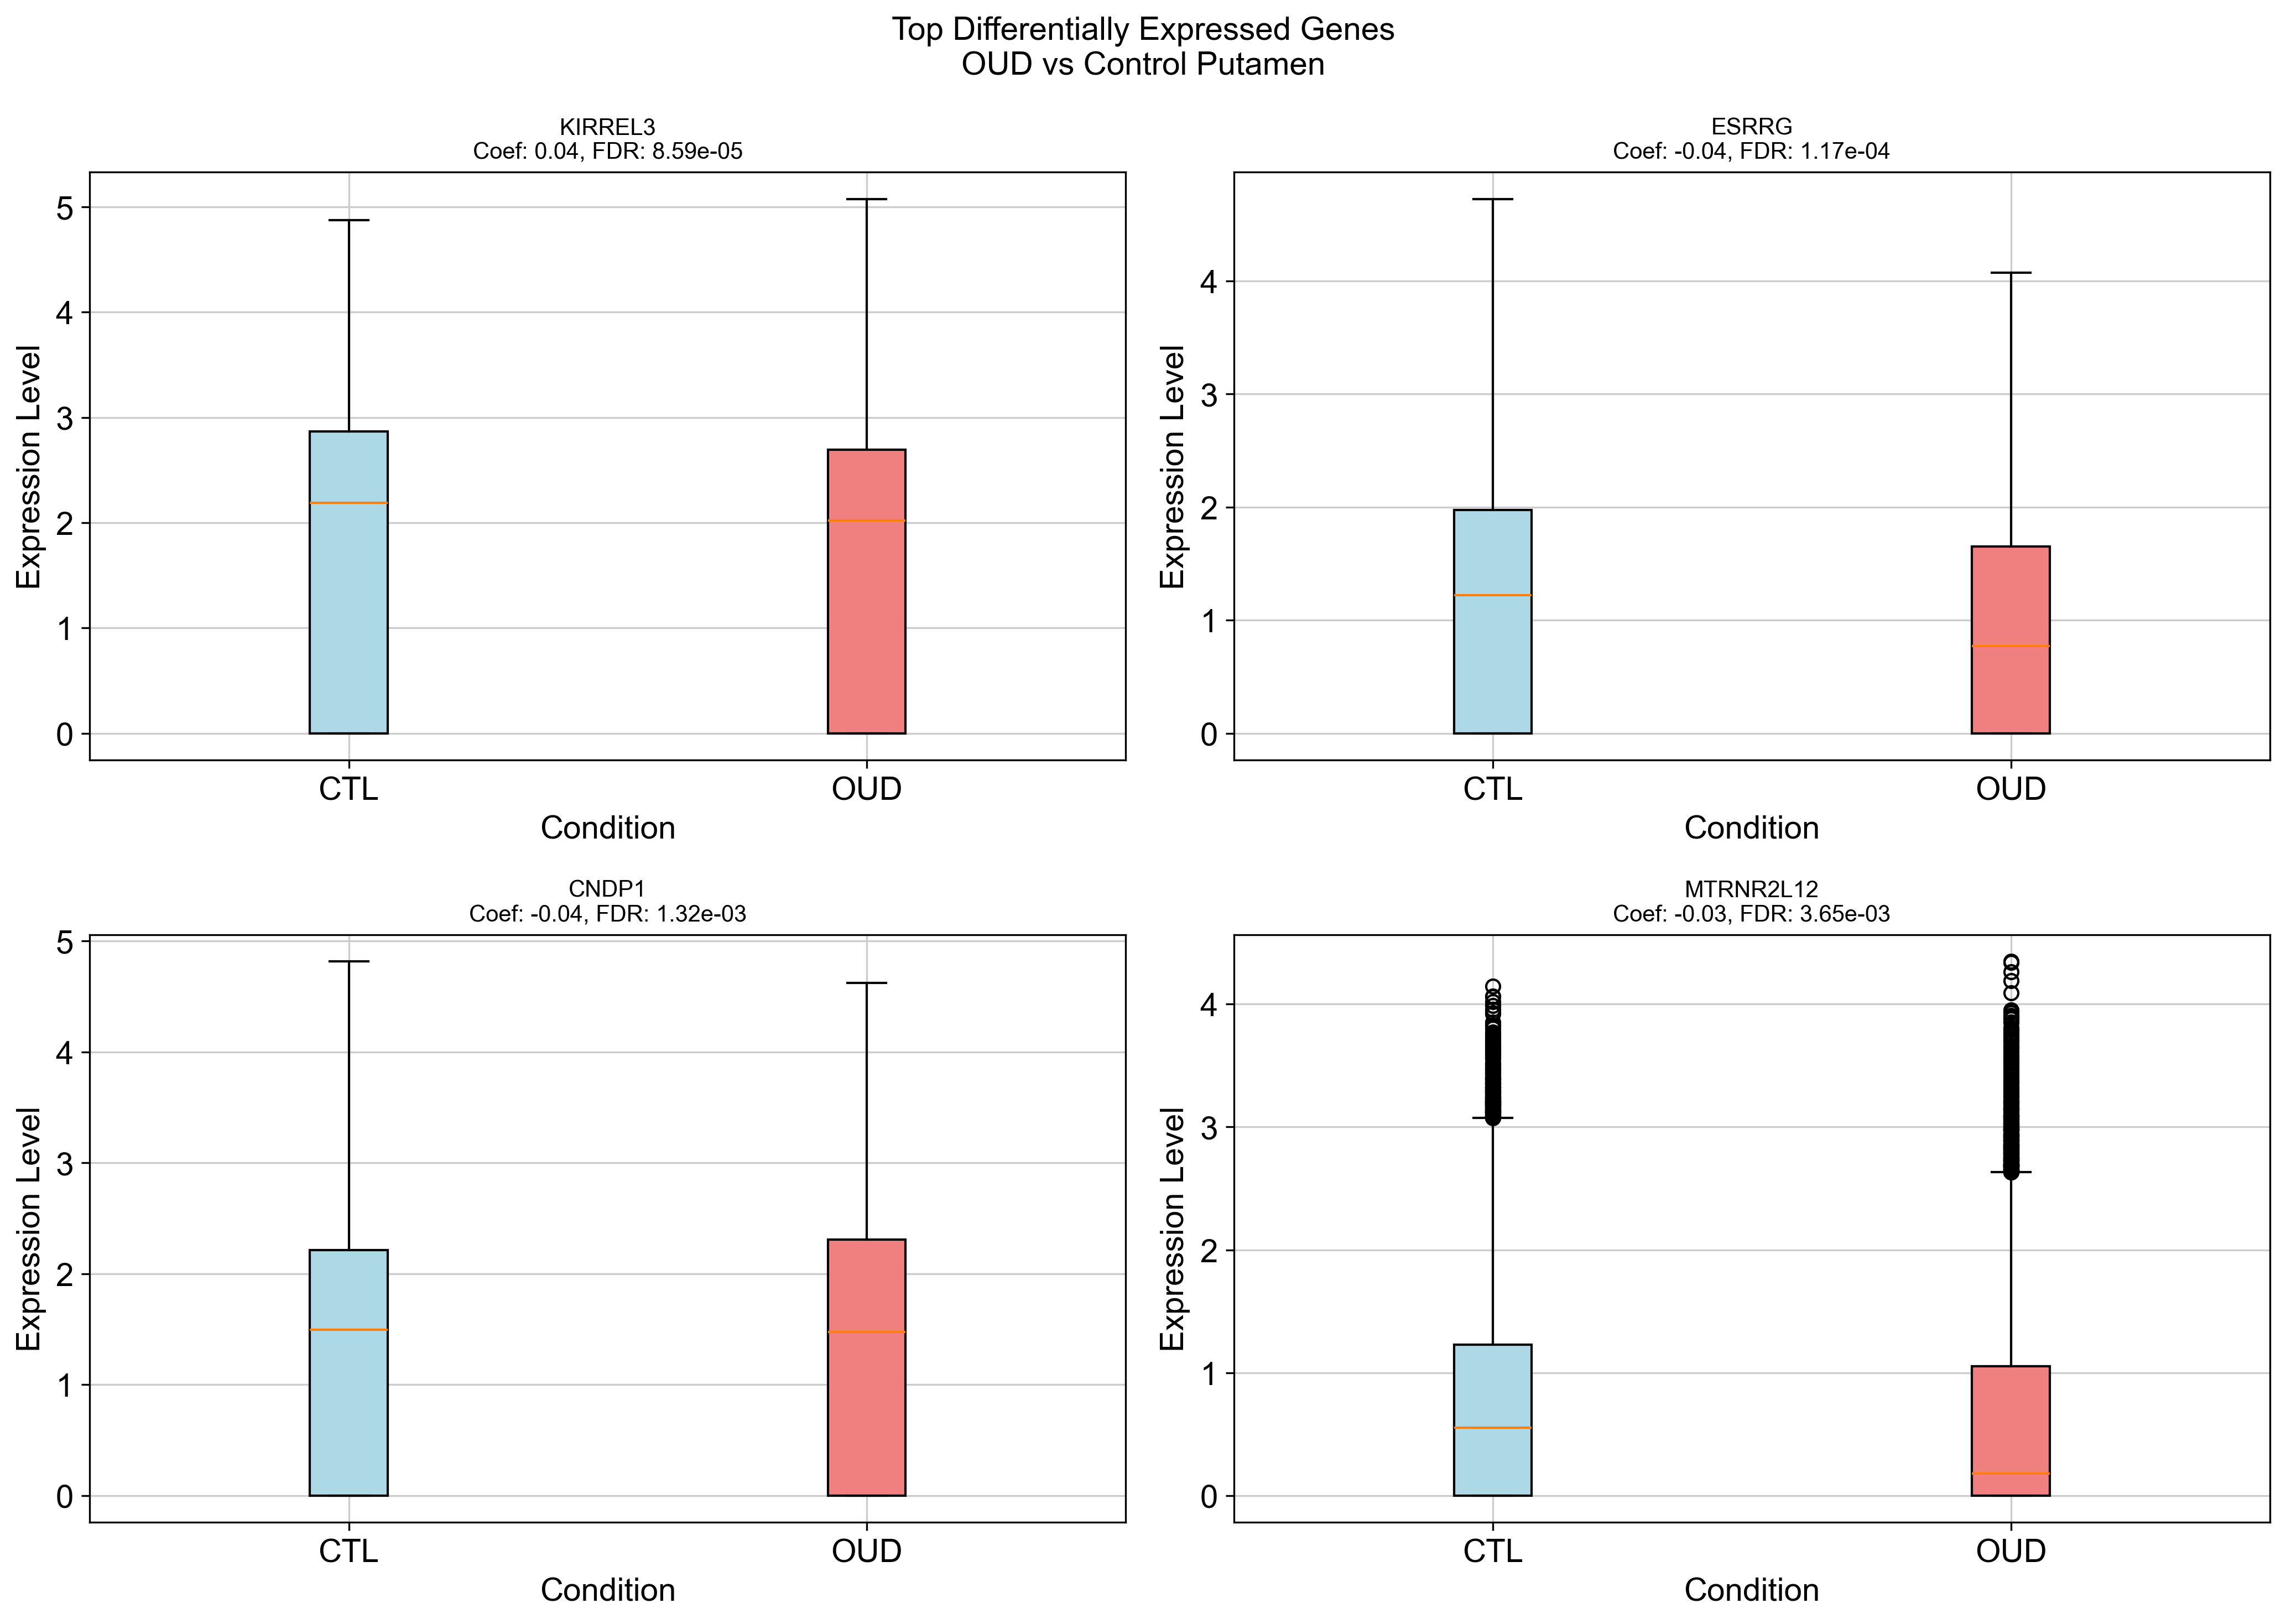 Top Differentially Expressed Genes
OUD vs Control Putamen
KIRREL3
Coef: 0.04, FDR: 8.59e-05
Expression Level
5
4
3
2
1
0
CTL
OUD
Condition
ESRRG
Coef: -0.04, FDR: 1.17e-04
Expression Level
4
3
2
1
0
CTL
OUD
Condition
CNDP1
Coef: -0.04, FDR: 1.32e-03
Expression Level
5
4
3
2
1
0
CTL
OUD
Condition
MTRNR2L12
Coef: -0.03, FDR: 3.65e-03
Expression Level
4
3
2
1
0
CTL
OUD
Condition